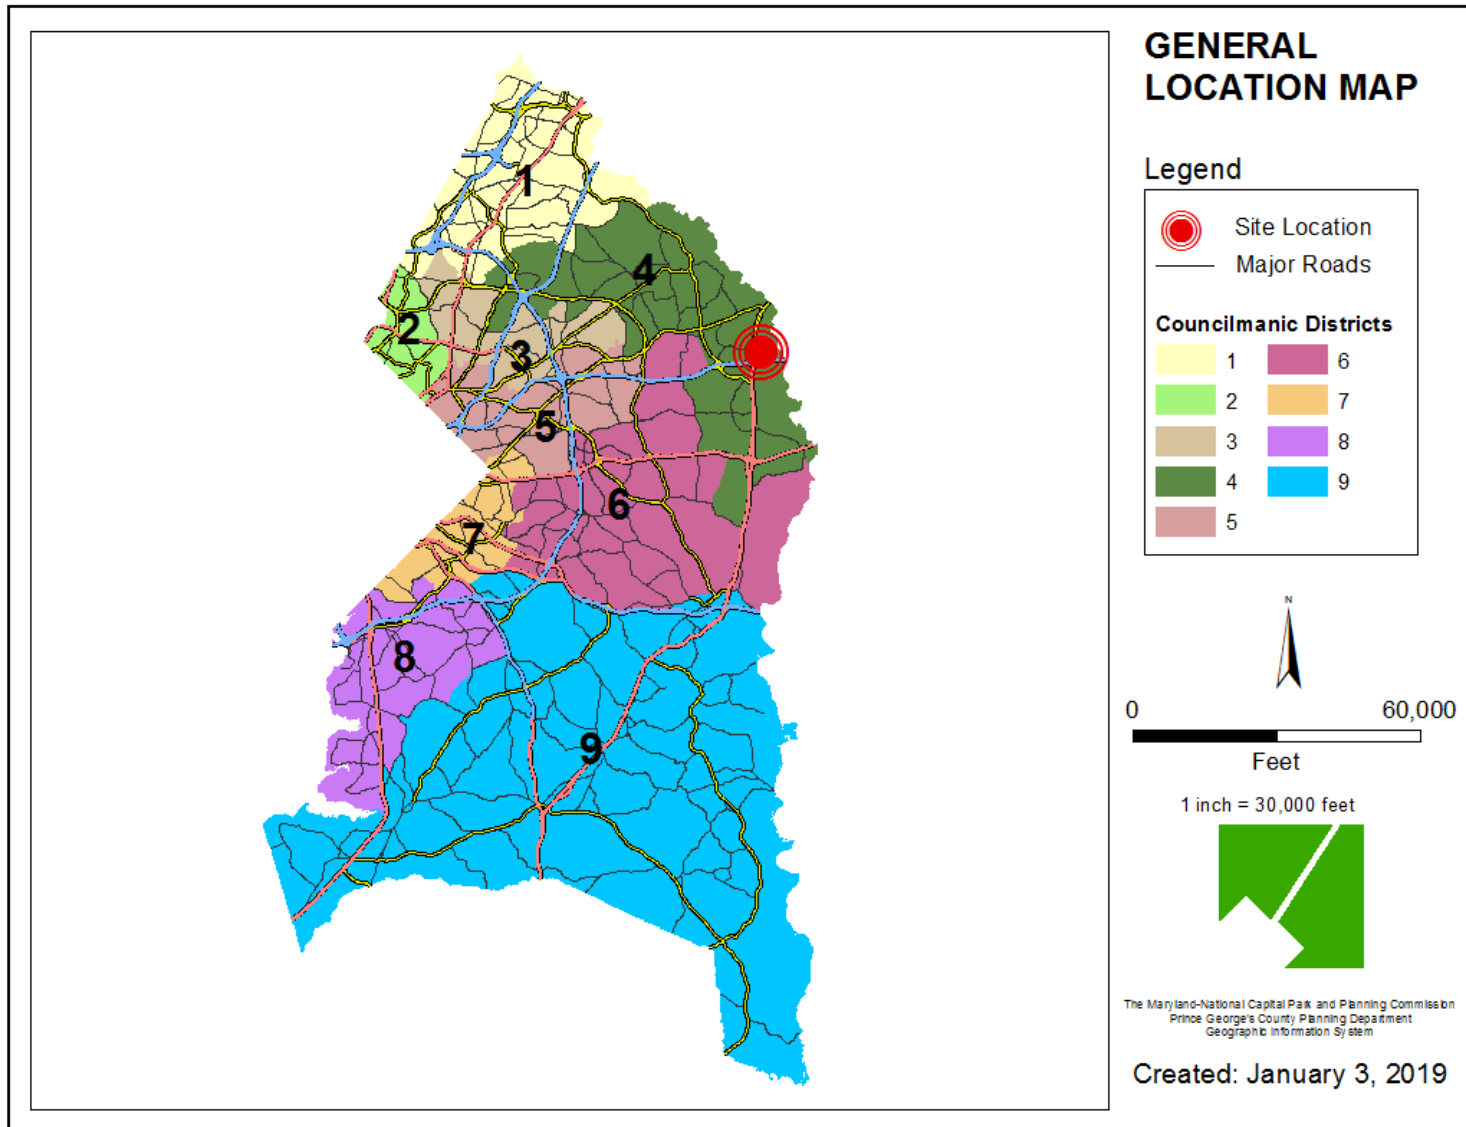 GENERAL
LOCATION MAP
Legend
Site Location
Major Roads
Councilmanic Districts
1 6
2 7
3 8
4 9
5
N
0 60,000
Feet
1 inch = 30,000 feet
The Maryland-National Capital Park and Planning Commission
Prince George's County Planning Department
Geographic Information System
Created: January 3, 2019
1
4
2
3
5
6
7
8
9